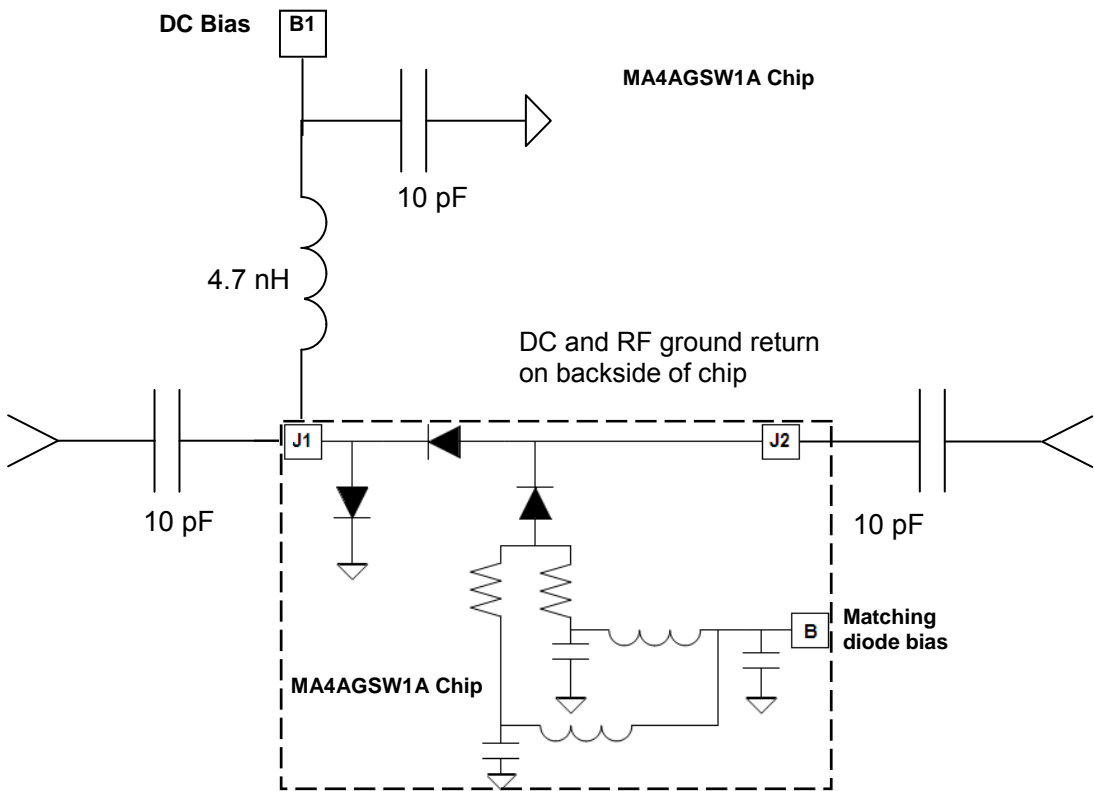 DC Bias
B1
MA4AGSW1A Chip
10 pF
4.7 nH
DC and RF ground return
on backside of chip
J1
J2
10 pF
10 pF
B
Matching
diode bias
MA4AGSW1A Chip